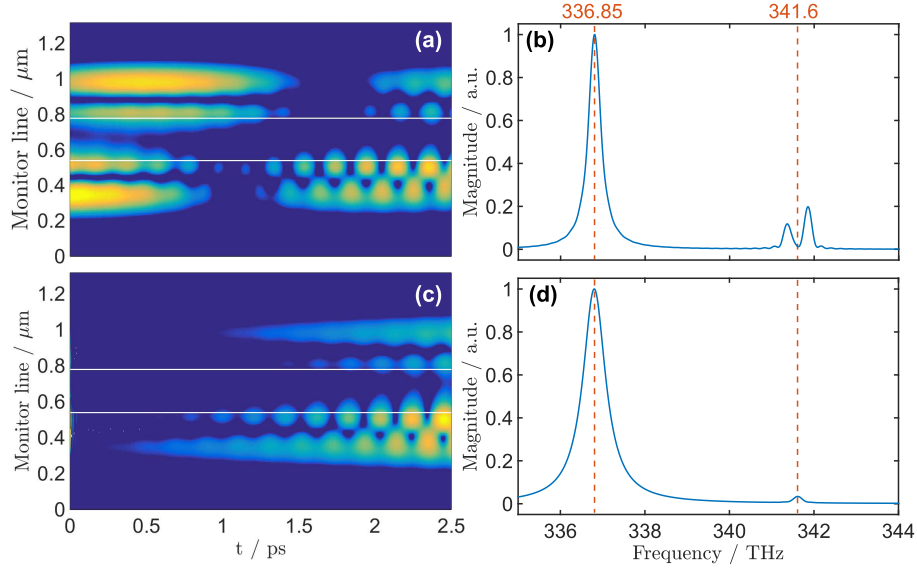 336.85 341.6
(a) (b)
Monitor line / μm
1.2
1
0.8
0.6
0.4
0.2
0
Magnitude / a.u.
1
0.8
0.6
0.4
0.2
0
(c) (d)
Monitor line / μm
1.2
1
0.8
0.6
0.4
0.2
0
0 0.5 1 1.5 2 2.5
t / ps
Magnitude / a.u.
1
0.8
0.6
0.4
0.2
0
336 338 340 342 344
Frequency / THz